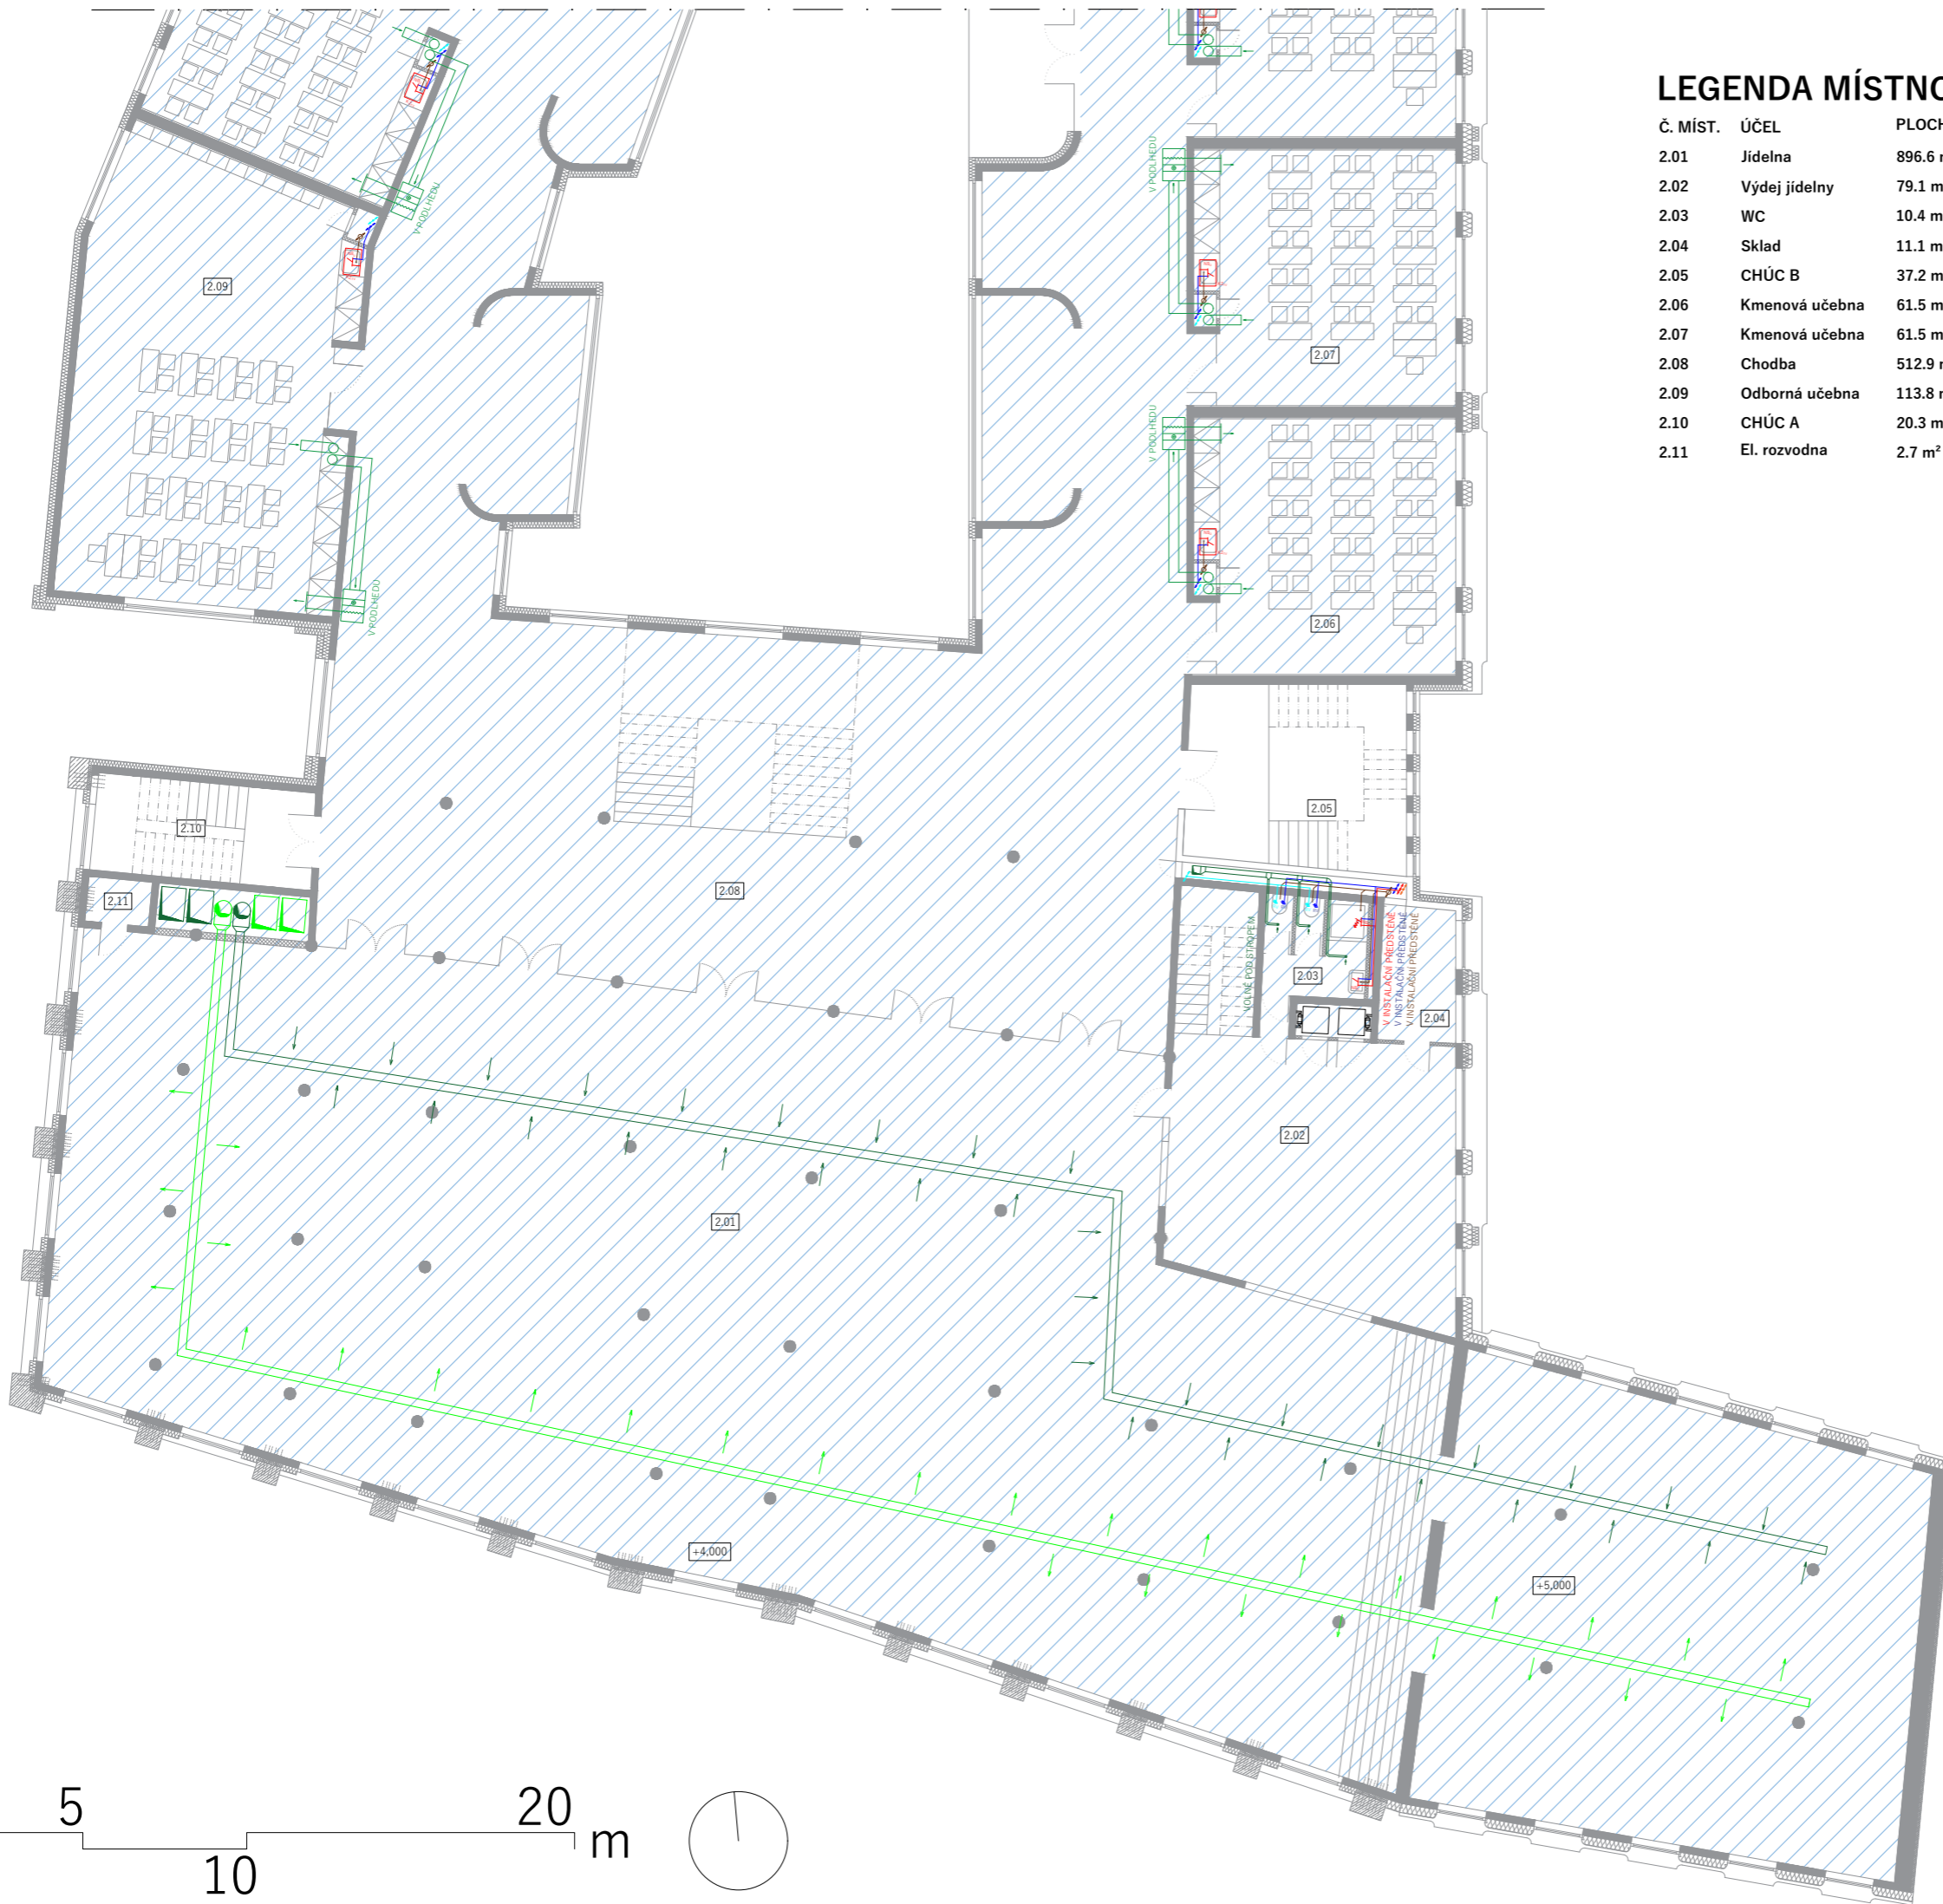 LEGENDA MÍSTNO
Č. MÍST. ÚČEL PLOCH
2.01 Jídelna 896.6 m
2.02 Výdej jídelny 79.1 m
2.03 WC 10.4 m
2.04 Sklad 11.1 m
2.05 CHÚC B 37.2 m
2.06 Kmenová učebna 61.5 m
2.07 Kmenová učebna 61.5 m
2.08 Chodba 512.9 m
2.09 Odborná učebna 113.8 m
2.10 CHÚC A 20.3 m
2.11 El. rozvodna 2.7 m²
V PODLHEDU
V PODLHEDU
2.09
2.07
V PODLHEDU
V PODLHEDU
2.06
2.05
2.10
2.08
2.11
VOLNĚ POD STROPEM
V INSTALAČNÍ PŘEDSTĚNĚ
V INSTALAČNÍ PŘEDSTĚNĚ
V INSTALAČNÍ PŘEDSTĚNĚ
2.03
2.04
2.02
2.01
+4,000
+5,000
5
20
m
10